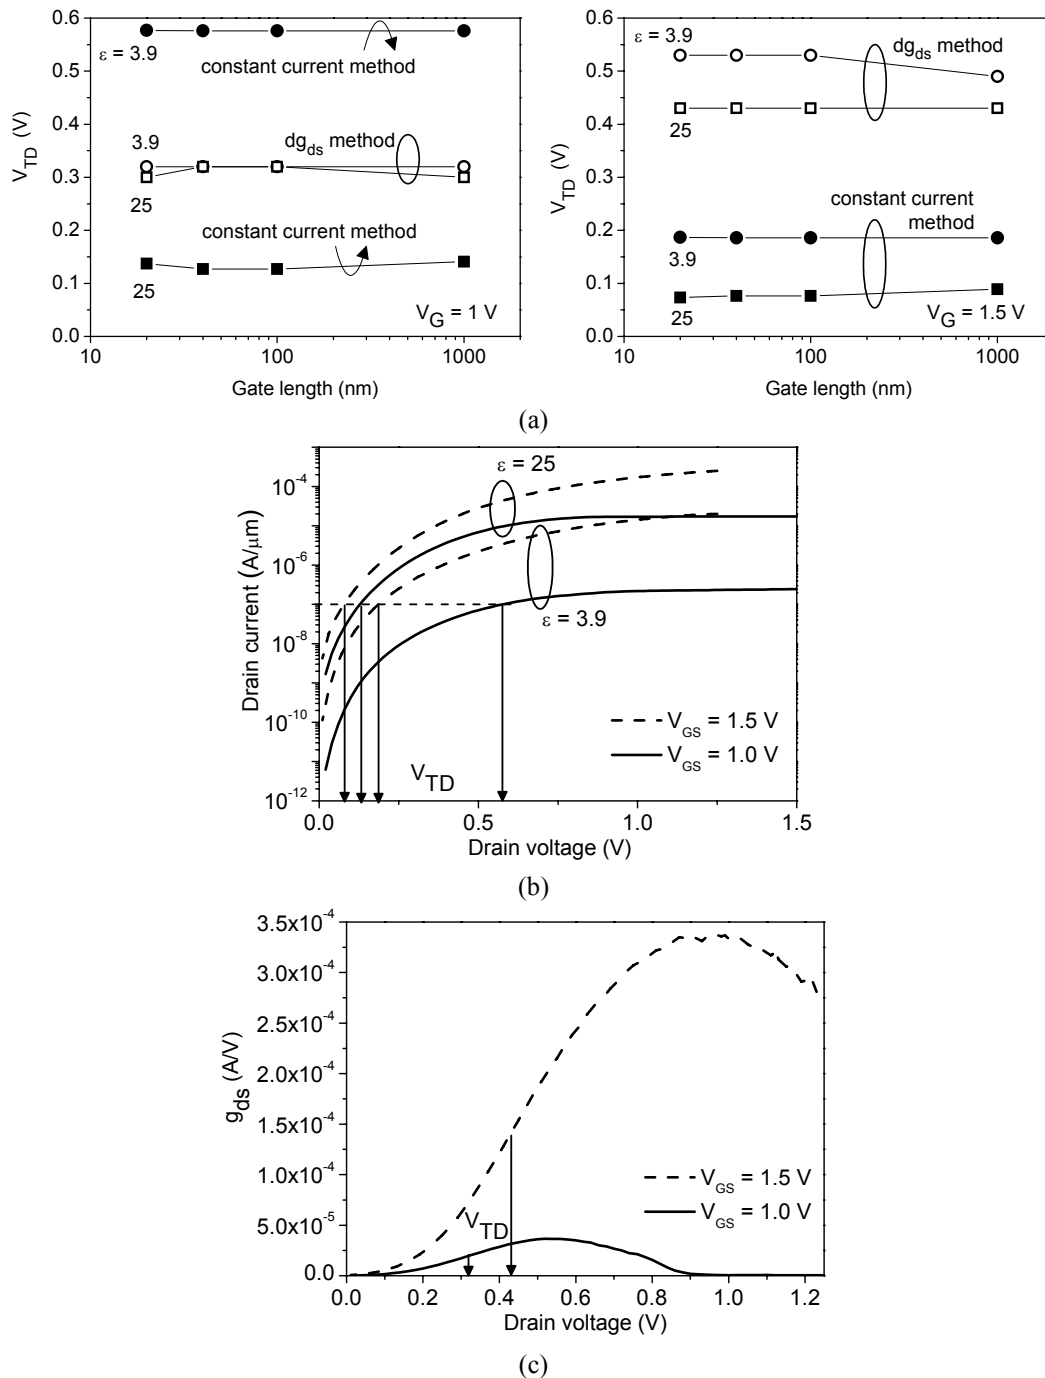 0.6
0.5
0.4
0.3
0.2
0.1
0.0
V_TD (V)
ε = 3.9
constant current method
3.9
dg_ds method
25
constant current method
25
V_G = 1 V
10
100
1000
Gate length (nm)
0.6
0.5
0.4
0.3
0.2
0.1
0.0
V_TD (V)
ε = 3.9
dg_ds method
25
constant current
method
3.9
25
V_G = 1.5 V
10
100
1000
Gate length (nm)
(a)
10^-4
10^-6
10^-8
10^-10
10^-12
Drain current (A/μm)
ε = 25
ε = 3.9
V_GS = 1.5 V
V_GS = 1.0 V
V_TD
0.0
0.5
1.0
1.5
Drain voltage (V)
(b)
3.5x10^-4
3.0x10^-4
2.5x10^-4
2.0x10^-4
1.5x10^-4
1.0x10^-4
5.0x10^-5
0.0
g_ds (A/V)
V_GS = 1.5 V
V_GS = 1.0 V
V_TD
0.0
0.2
0.4
0.6
0.8
1.0
1.2
Drain voltage (V)
(c)